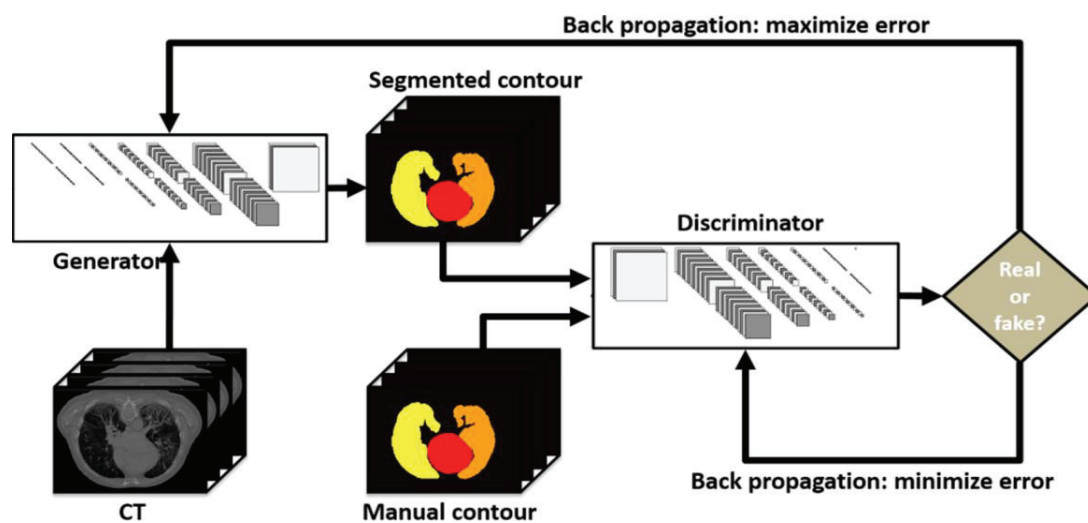 Back propagation: maximize error
Segmented contour
Generator
Discriminator
Real
or
fake?
CT
Manual contour
Back propagation: minimize error